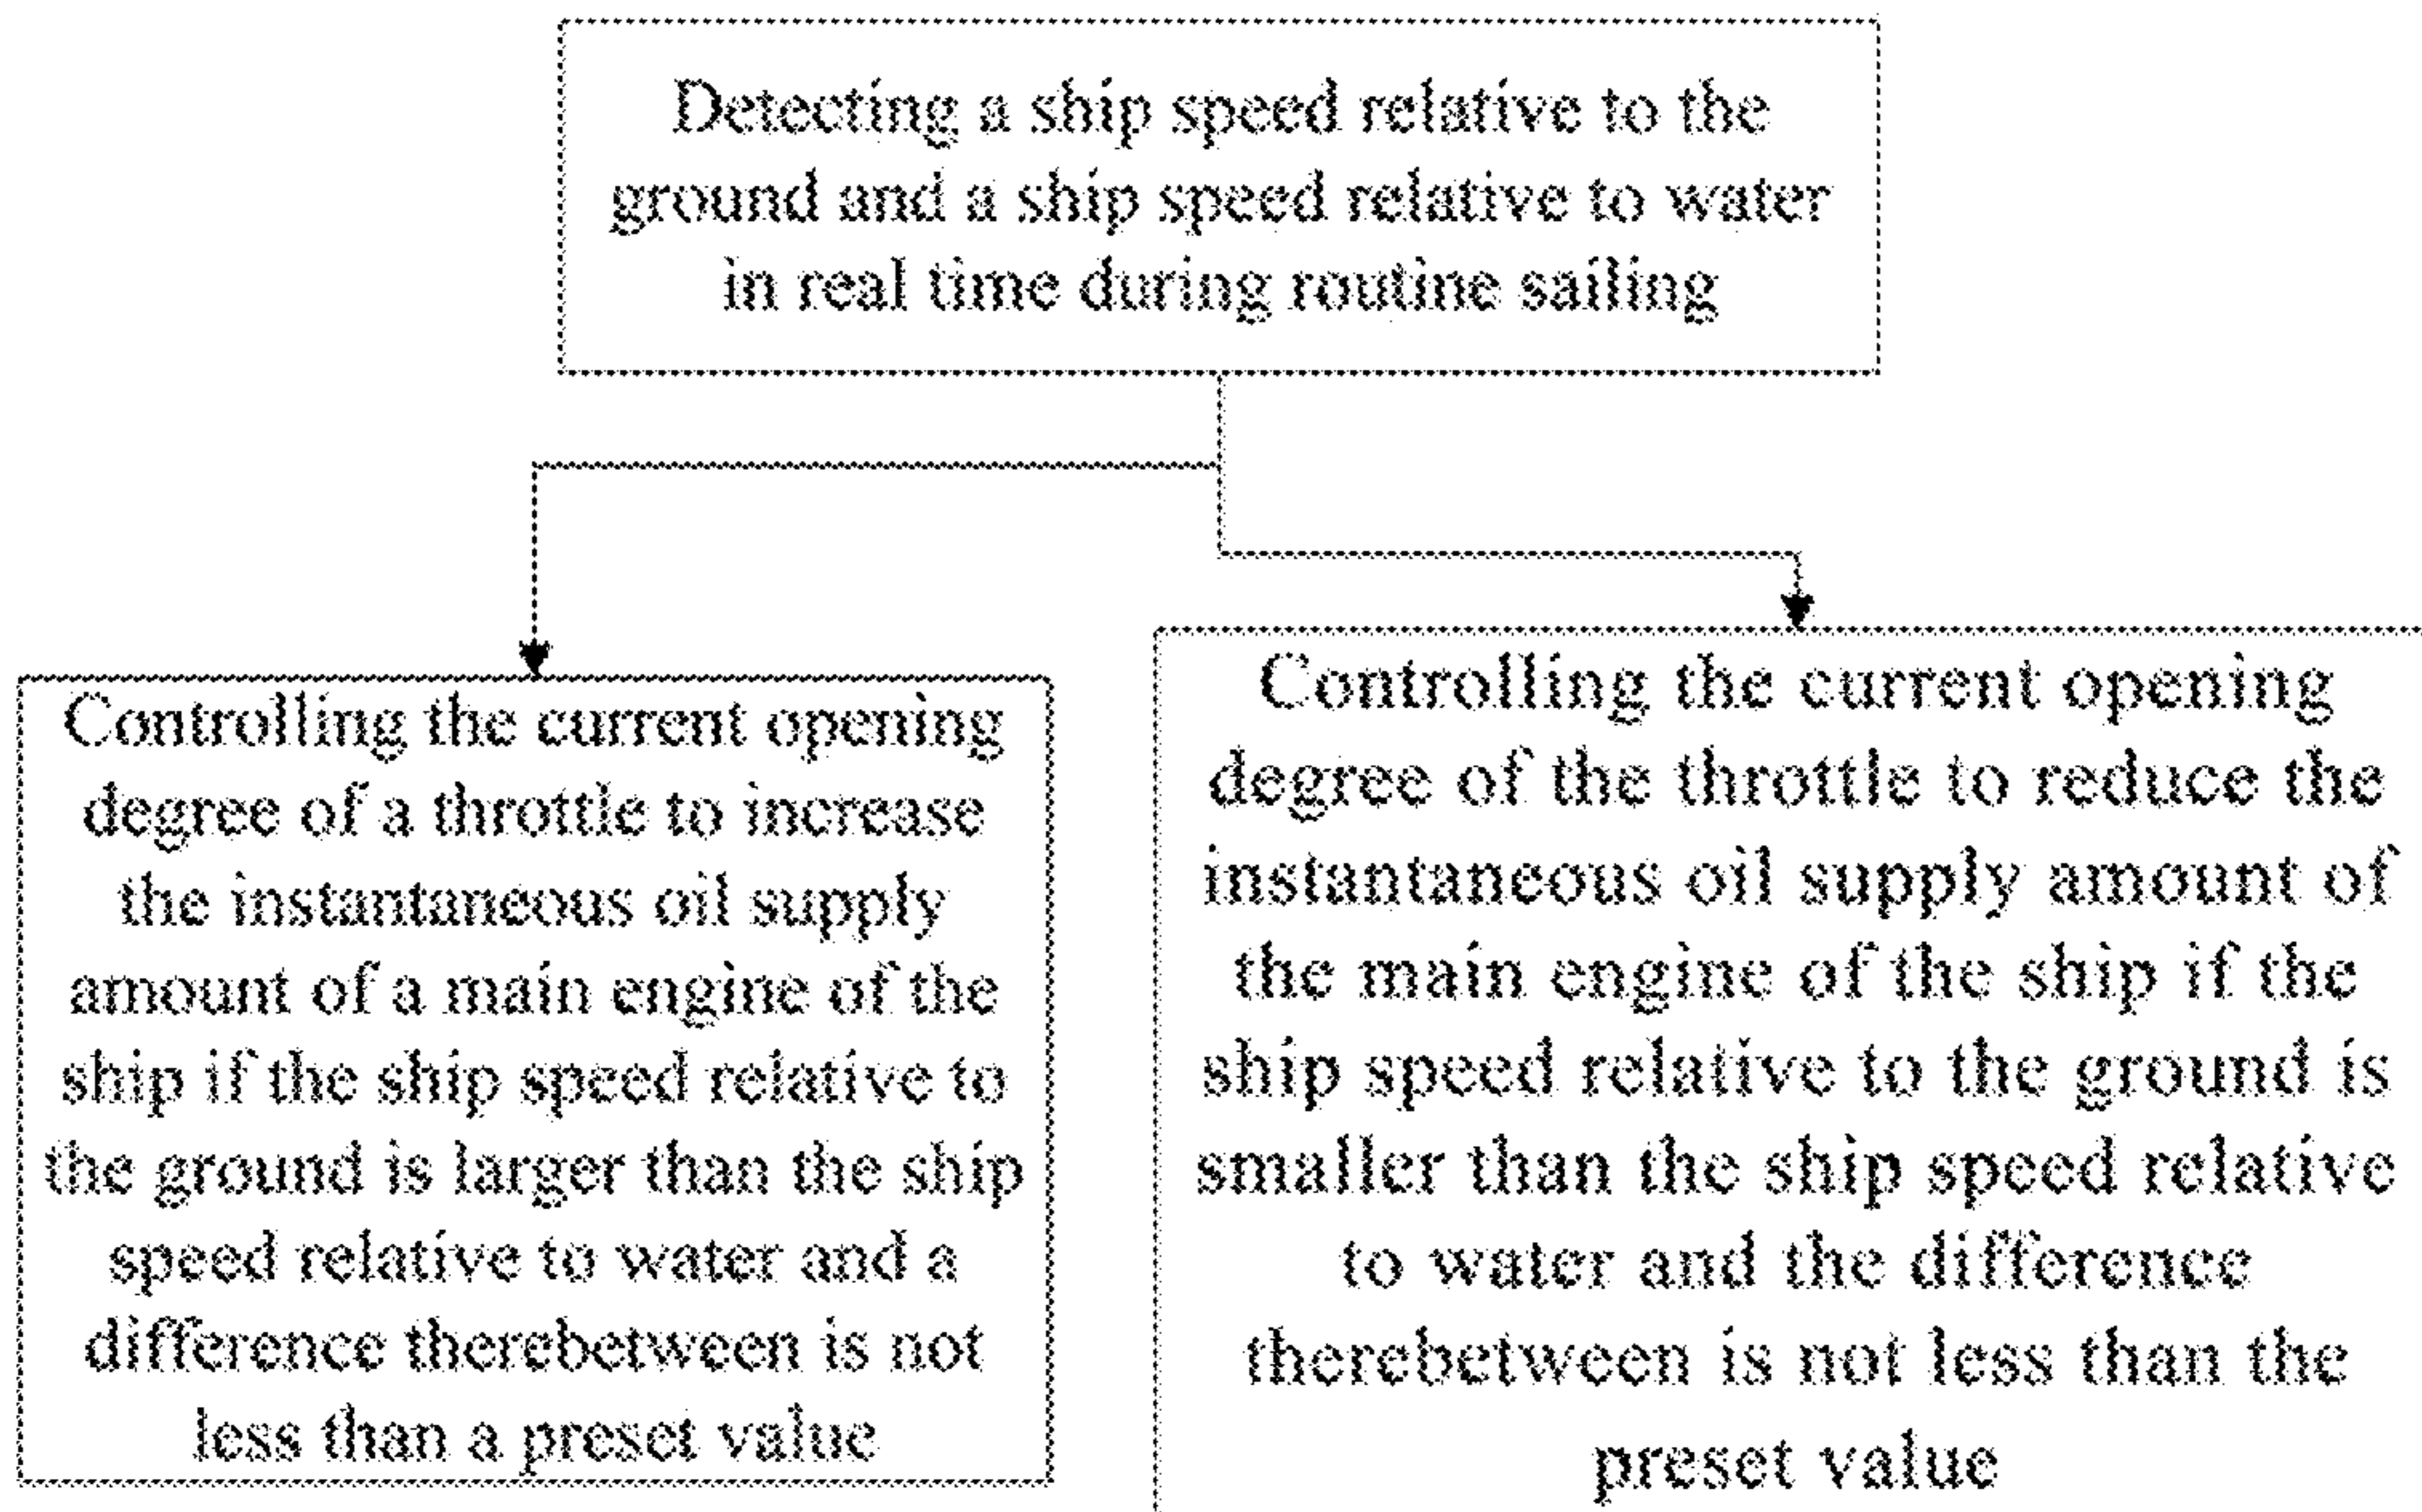 Detecting a ship speed relative to the
ground and a ship speed relative to water
in real time during routine sailing
Controlling the current opening
degree of a throttle to increase
the instantaneous oil supply
amount of a main engine of the
ship if the ship speed relative to
the ground is larger than the ship
speed relative to water and a
difference therebetween is not
less than a preset value
Controlling the current opening
degree of the throttle to reduce the
instantaneous oil supply amount of
the main engine of the ship if the
ship speed relative to the ground is
smaller than the ship speed relative
to water and the difference
therebetween is not less than the
preset value